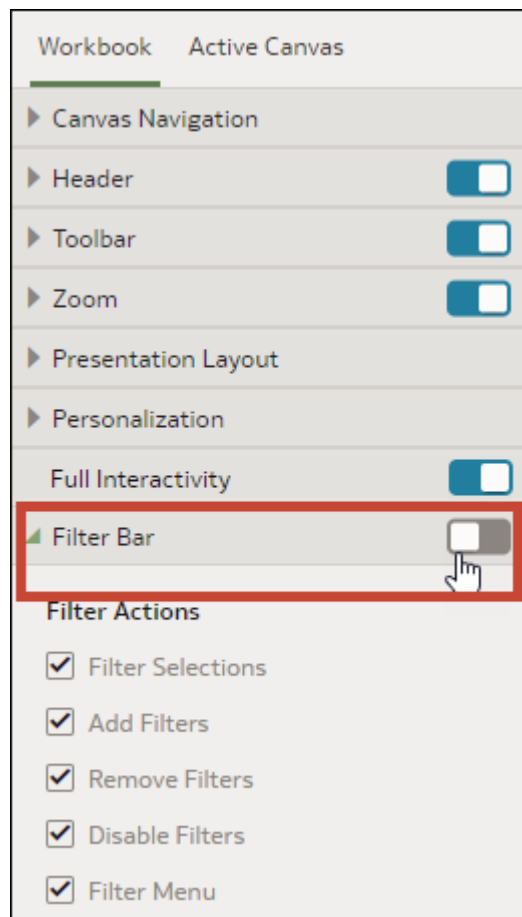 Workbook Active Canvas
Canvas Navigation
Header
Toolbar
Zoom
Presentation Layout
Personalization
Full Interactivity
Filter Bar
Filter Actions
Filter Selections
Add Filters
Remove Filters
Disable Filters
Filter Menu